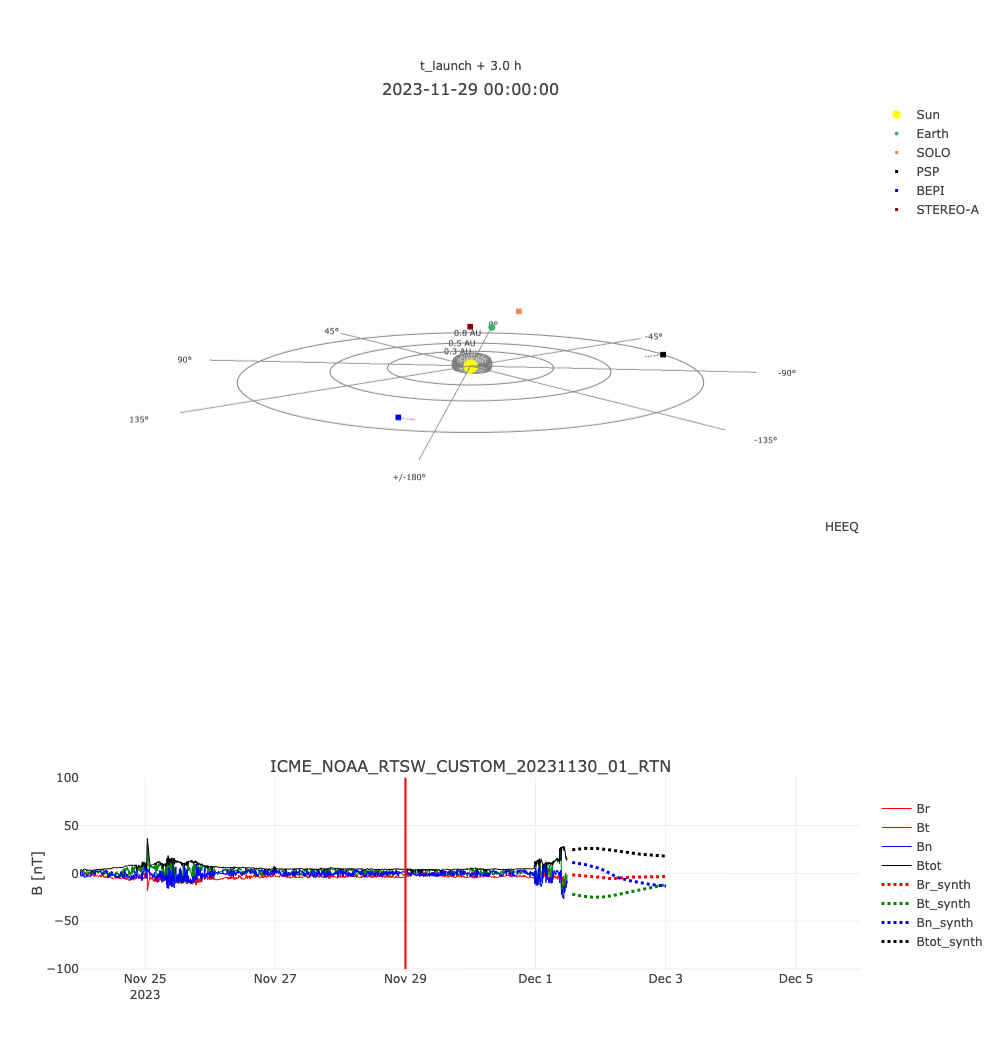 t_launch + 3.0 h
2023-11-29 00:00:00
Sun
Earth
SOLO
PSP
BEPI
STEREO-A
0°
45°
0.8 AU
-45°
0.5 AU
0.3 AU
90°
-90°
135°
-135°
+/-180°
HEEQ
ICME_NOAA_RTSW_CUSTOM_20231130_01_RTN
B [nT]
100
50
0
−50
−100
Nov 25
2023
Nov 27
Nov 29
Dec 1
Dec 3
Dec 5
Br
Bt
Bn
Btot
Br_synth
Bt_synth
Bn_synth
Btot_synth